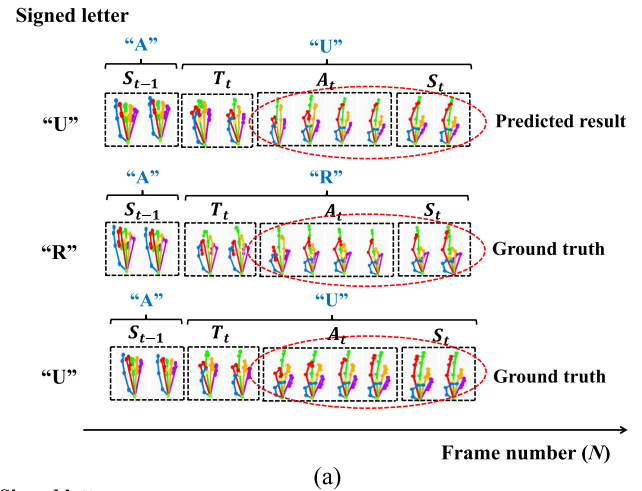 Signed letter
“A” “U”
S_{t-1} T_t A_t S_t
“U” Predicted result
“A” “R”
S_{t-1} T_t A_t S_t
“R” Ground truth
“A” “U”
S_{t-1} T_t A_t S_t
“U” Ground truth
Frame number (N)
(a)